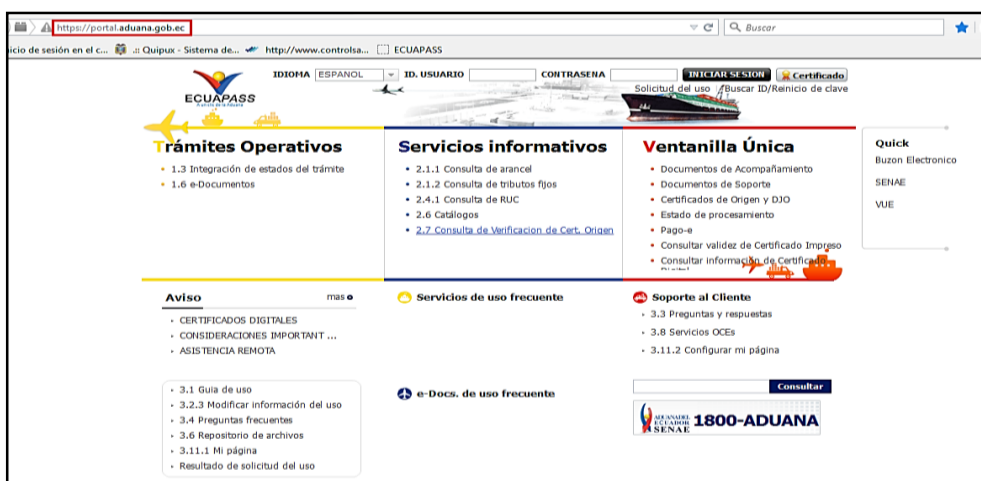 https://portal.aduana.gob.ec
Buscar
icio de sesión en el c... .:: Quipux - Sistema de... http://www.controlsa... ECUAPASS
IDIOMA ESPANOL ID. USUARIO CONTRASENA INICIAR SESION Certificado
Solicitud del uso /Buscar ID/Reinicio de clave
ECUAPASS
Trámites Operativos
1.3 Integración de estados del trámite
1.6 e-Documentos
Servicios informativos
2.1.1 Consulta de arancel
2.1.2 Consulta de tributos fijos
2.4.1 Consulta de RUC
2.6 Catálogos
2.7 Consulta de Verificacion de Cert. Origen
Ventanilla Única
Documentos de Acompañamiento
Documentos de Soporte
Certificados de Origen y DJO
Estado de procesamiento
Pago-e
Consultar validez de Certificado Impreso
Consultar información de Certificado
Quick
Buzon Electronico
SENAE
VUE
Aviso mas
CERTIFICADOS DIGITALES
CONSIDERACIONES IMPORTANT ...
ASISTENCIA REMOTA
Servicios de uso frecuente
Soporte al Cliente
3.3 Preguntas y respuestas
3.8 Servicios OCEs
3.11.2 Configurar mi página
3.1 Guia de uso
3.2.3 Modificar información del uso
3.4 Preguntas frecuentes
3.6 Repositorio de archivos
3.11.1 Mi página
Resultado de solicitud del uso
e-Docs. de uso frecuente
Consultar
ADUANA DEL
ECUADOR
SENAE
1800-ADUANA